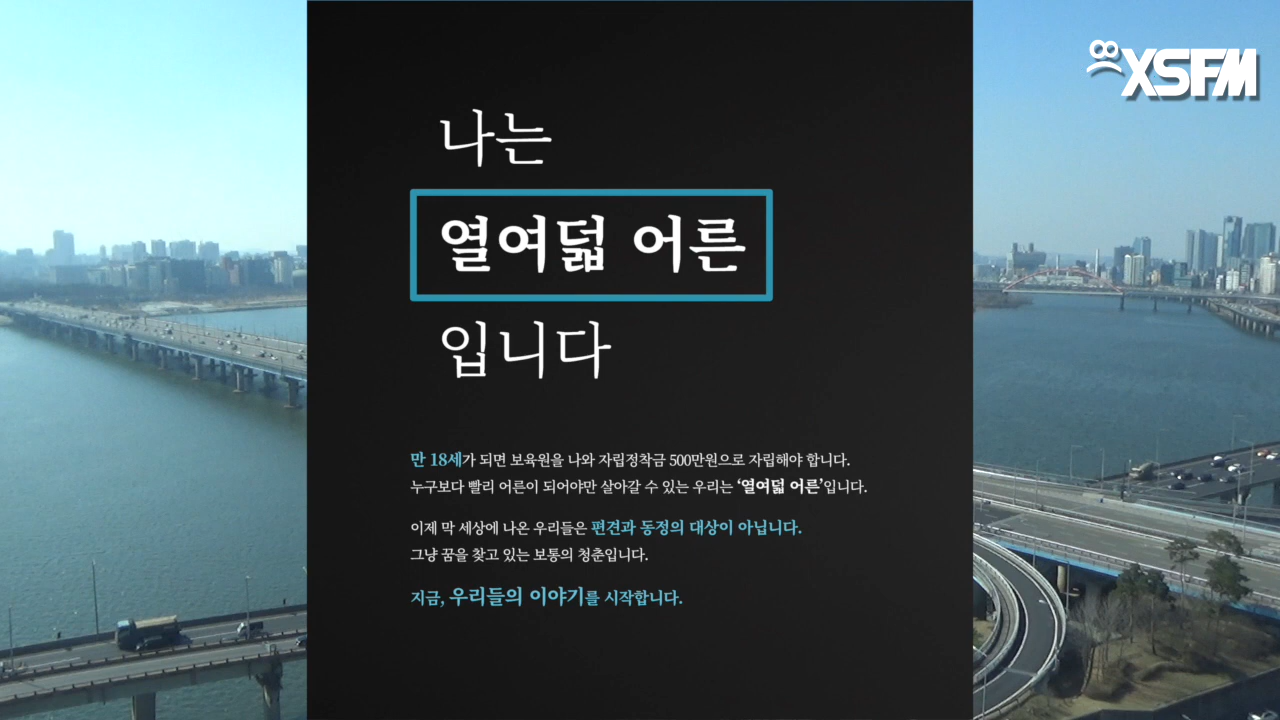 XSFM
나는
열여덟 어른
입니다
만 18세가 되면 보육원을 나와 자립정착금 500만원으로 자립해야 합니다.
누구보다 빨리 어른이 되어야만 살아갈 수 있는 우리는 ‘열여덟 어른’입니다.
이제 막 세상에 나온 우리들은 편견과 동정의 대상이 아닙니다.
그냥 꿈을 찾고 있는 보통의 청춘입니다.
지금, 우리들의 이야기를 시작합니다.